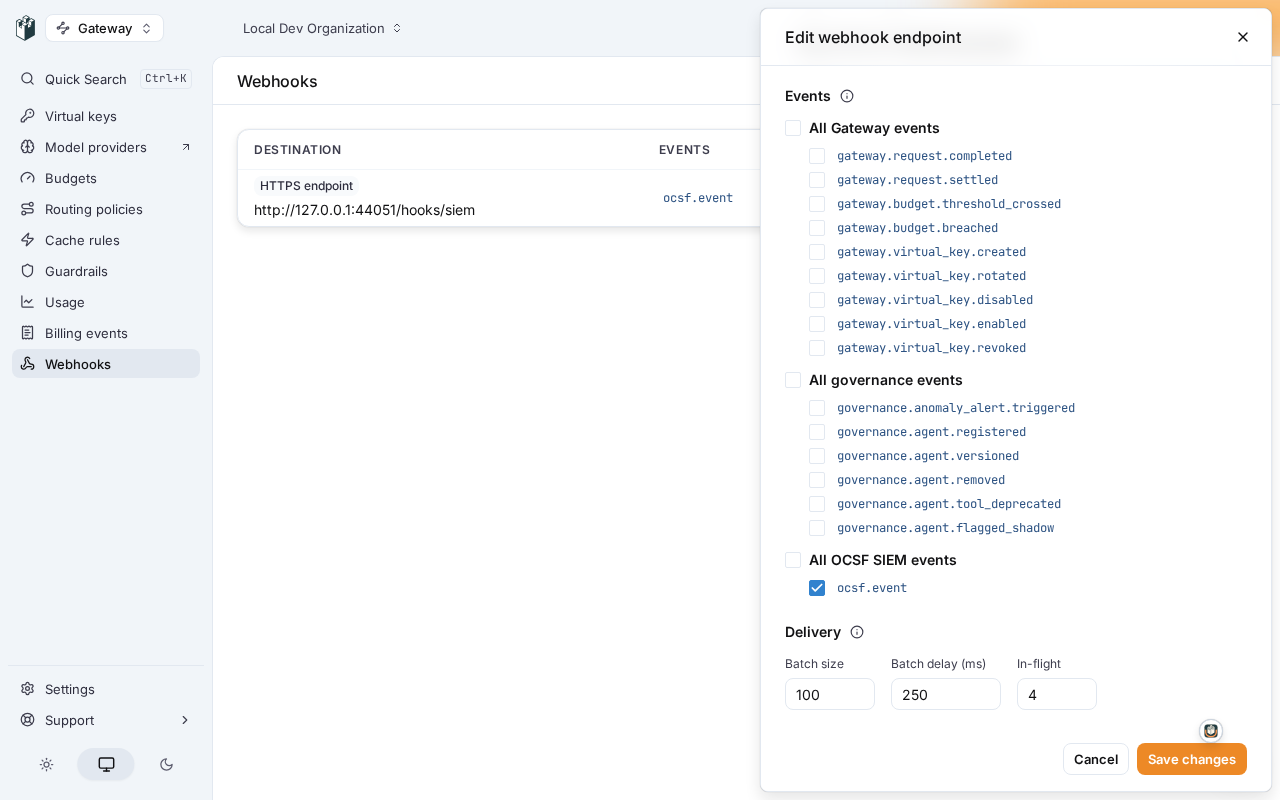 Gateway
Local Dev Organization
Quick Search Ctrl+K
Virtual keys
Model providers
Budgets
Routing policies
Cache rules
Guardrails
Usage
Billing events
Webhooks
Settings
Support
Webhooks
DESTINATION EVENTS
HTTPS endpoint
http://127.0.0.1:44051/hooks/siem
ocsf.event
Edit webhook endpoint
Events
All Gateway events
gateway.request.completed
gateway.request.settled
gateway.budget.threshold_crossed
gateway.budget.breached
gateway.virtual_key.created
gateway.virtual_key.rotated
gateway.virtual_key.disabled
gateway.virtual_key.enabled
gateway.virtual_key.revoked
All governance events
governance.anomaly_alert.triggered
governance.agent.registered
governance.agent.versioned
governance.agent.removed
governance.agent.tool_deprecated
governance.agent.flagged_shadow
All OCSF SIEM events
ocsf.event
Delivery
Batch size Batch delay (ms) In-flight
100 250 4
Cancel Save changes